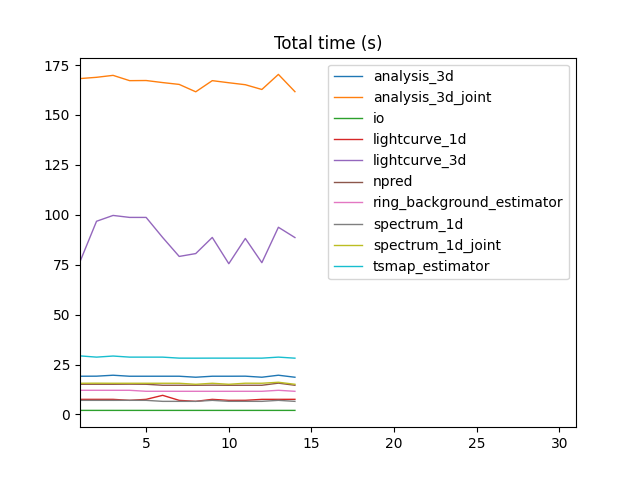 Total time (s)
175
150
125
100
75
50
25
0
analysis_3d
analysis_3d_joint
io
lightcurve_1d
lightcurve_3d
npred
ring_background_estimator
spectrum_1d
spectrum_1d_joint
tsmap_estimator
5 10 15 20 25 30